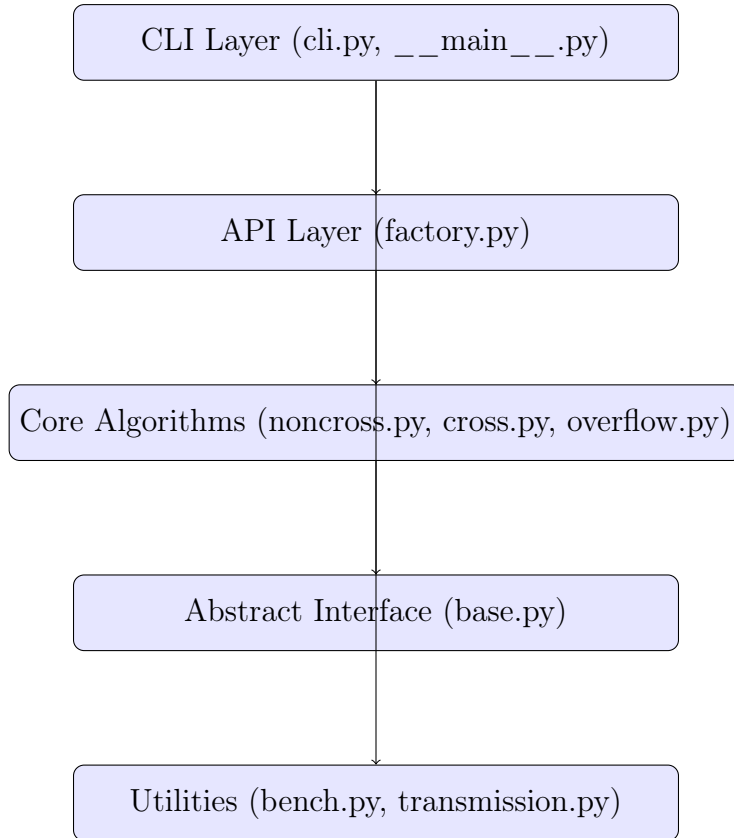 CLI Layer (cli.py, __main__.py)
API Layer (factory.py)
Core Algorithms (noncross.py, cross.py, overflow.py)
Abstract Interface (base.py)
Utilities (bench.py, transmission.py)